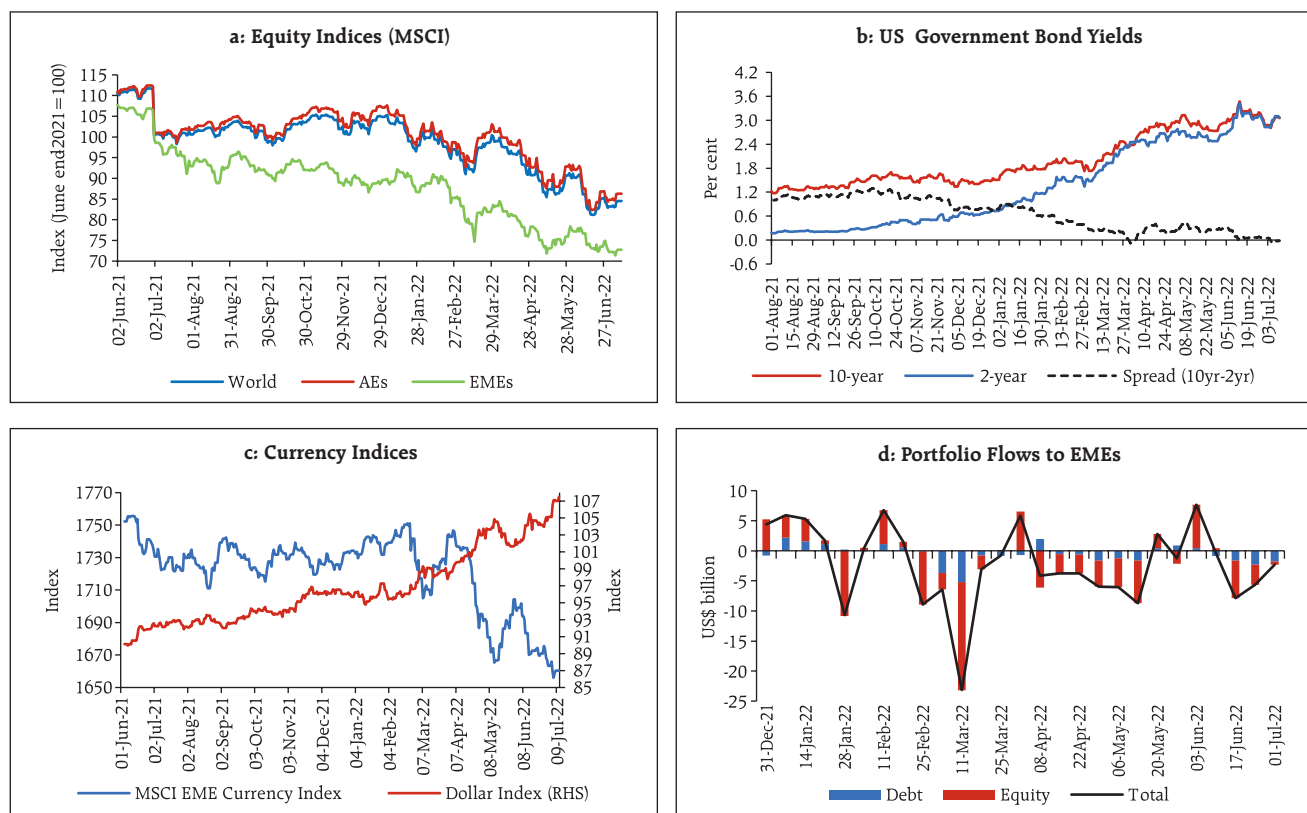 a: Equity Indices (MSCI)
Index (June end2021=100)
115
110
105
100
95
90
85
80
75
70
02-Jun-21
02-Jul-21
01-Aug-21
31-Aug-21
30-Sep-21
30-Oct-21
29-Nov-21
29-Dec-21
28-Jan-22
27-Feb-22
29-Mar-22
28-Apr-22
28-May-22
27-Jun-22
World AEs EMEs
b: US Government Bond Yields
Per cent
4.2
3.6
3.0
2.4
1.8
1.2
0.6
0.0
-0.6
01-Aug-21
15-Aug-21
29-Aug-21
12-Sep-21
26-Sep-21
10-Oct-21
24-Oct-21
07-Nov-21
21-Nov-21
05-Dec-21
19-Dec-21
02-Jan-22
16-Jan-22
30-Jan-22
13-Feb-22
27-Feb-22
13-Mar-22
27-Mar-22
10-Apr-22
24-Apr-22
08-May-22
22-May-22
05-Jun-22
19-Jun-22
03-Jul-22
10-year 2-year Spread (10yr-2yr)
c: Currency Indices
Index
1770
1750
1730
1710
1690
1670
1650
107
105
103
101
99
97
95
93
91
89
87
85
Index
01-Jun-21
02-Jul-21
02-Aug-21
02-Sep-21
03-Oct-21
03-Nov-21
04-Dec-21
04-Jan-22
04-Feb-22
07-Mar-22
07-Apr-22
08-May-22
08-Jun-22
09-Jul-22
MSCI EME Currency Index Dollar Index (RHS)
d: Portfolio Flows to EMEs
US$ billion
10
5
0
-5
-10
-15
-20
-25
31-Dec-21
14-Jan-22
28-Jan-22
11-Feb-22
25-Feb-22
11-Mar-22
25-Mar-22
08-Apr-22
22Apr-22
06-May-22
20-May-22
03-Jun-22
17-Jun-22
01-Jul-22
Debt Equity Total